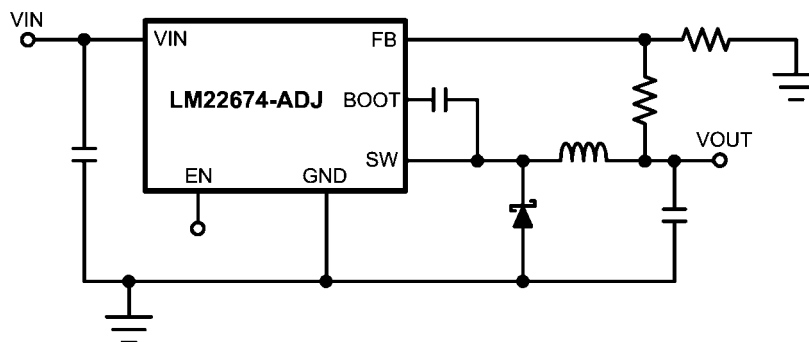 VIN
VIN
FB
LM22674-ADJ
BOOT
VOUT
SW
EN
GND